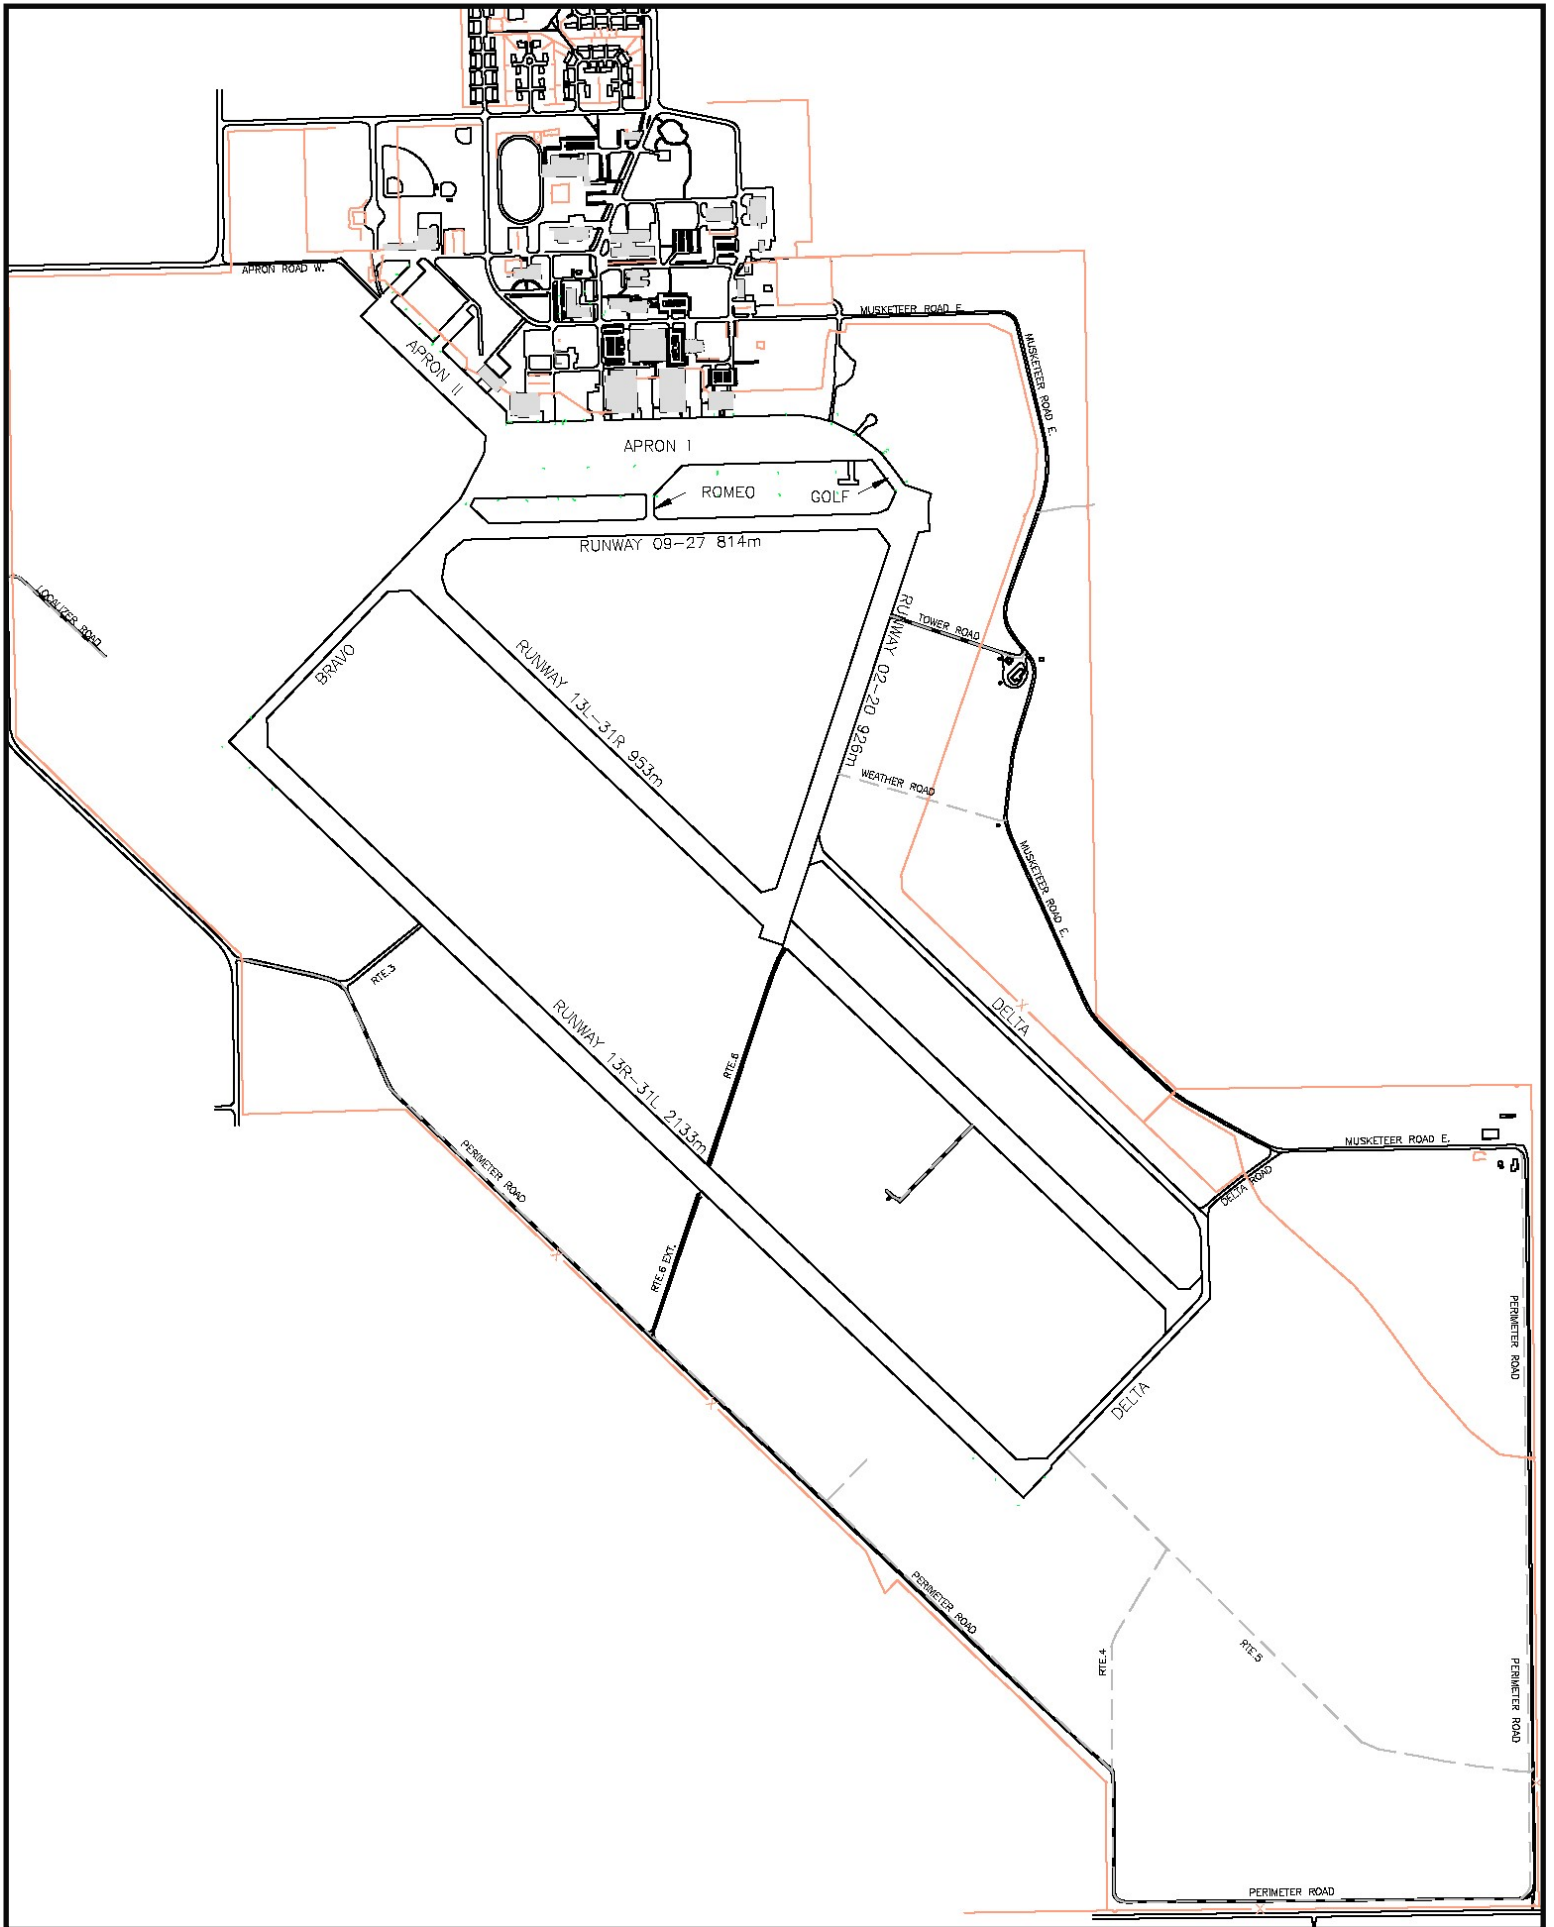 APRON ROAD W.
MUSKETEER ROAD E.
MUSKETEER ROAD E.
APRON II
APRON I
ROMEO
GOLF
RUNWAY 09-27 814m
LOCALIZER ROAD
TOWER ROAD
RUNWAY 02-20 926m
BRAVO
RUNWAY 13L-31R 953m
WEATHER ROAD
MUSKETEER ROAD E.
RTE.3
DELTA
RUNWAY 13R-31L 2133m
RTE.6
PERIMETER ROAD
MUSKETEER ROAD E.
DELTA ROAD
RTE.6 EXT.
PERIMETER ROAD
DELTA
PERIMETER ROAD
RTE.4
RTE.5
PERIMETER ROAD
PERIMETER ROAD